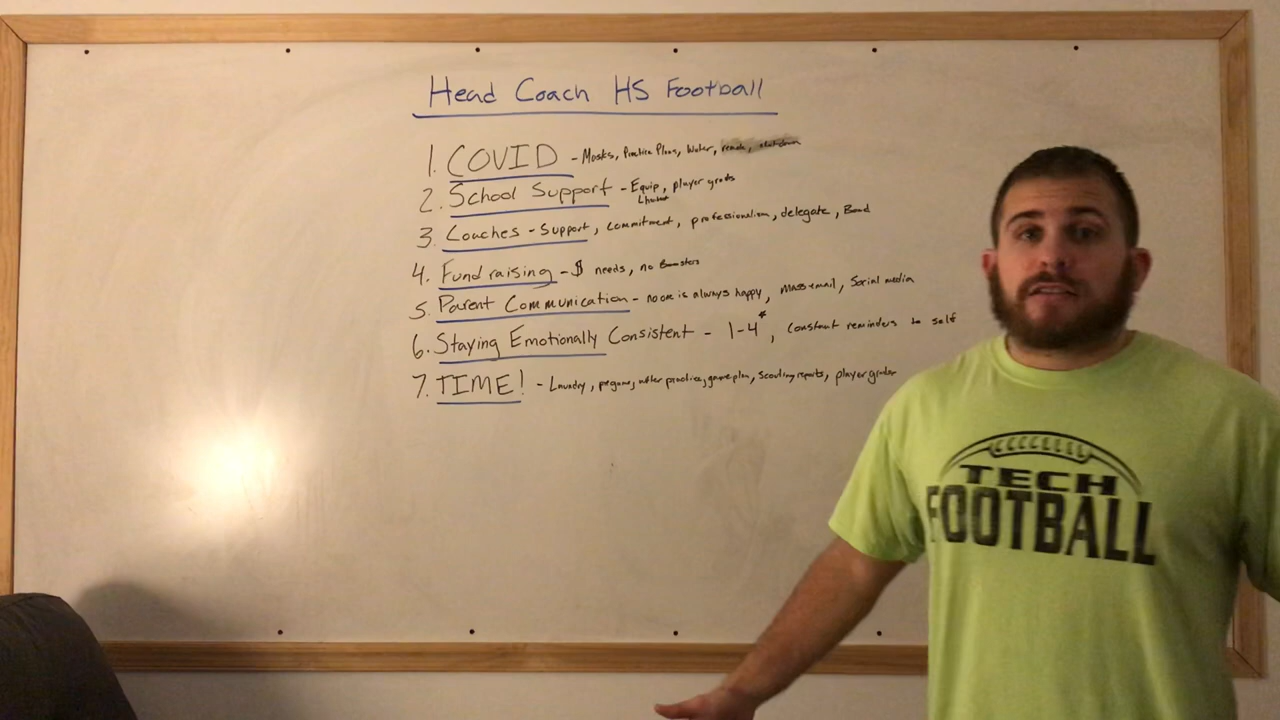 Head Coach HS Football
1. COVID - Masks, Practice Plans, Water,
2. School Support - Equip, player grades
3. Coaches - Support, commitment, professionalism, delegate, Bond
4. Fundraising - $ needs, no Boosters
5. Parent Communication - no one is always happy, Mass email, Social media
6. Staying Emotionally Consistent - 1-4*, constant reminders to self
7. TIME! - Laundry, pregame, after practice, gameplan, scouting reports, player grades
TECH
FOOTBALL